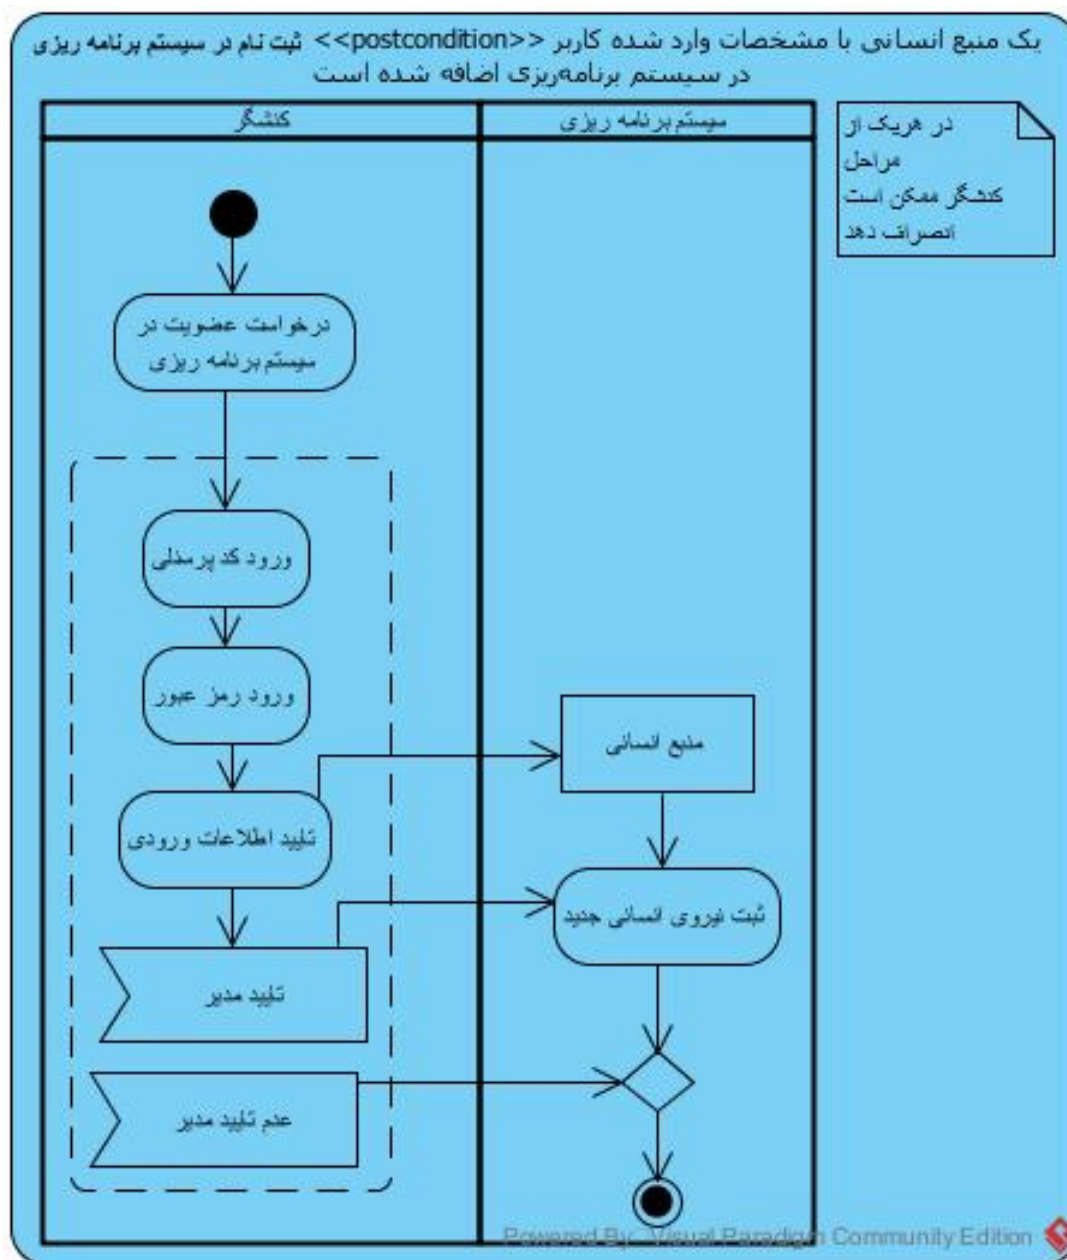 ثبت نام در سیستم برنامه ریزی <<postcondition>> یک منبع انسانی با مشخصات وارد شده کاربر
در سیستم برنامه‌ریزی اضافه شده است
کنشگر
سیستم برنامه ریزی
در هریک از
مراحل
کنشگر ممکن است
انصراف دهد
درخواست عضویت در
سیستم برنامه ریزی
ورود کد پرسنلی
ورود رمز عبور
منبع انسانی
تایید اطلاعات ورودی
ثبت نیروی انسانی جدید
تایید مدیر
عدم تایید مدیر
Powered By: Visual Paradigm Community Edition